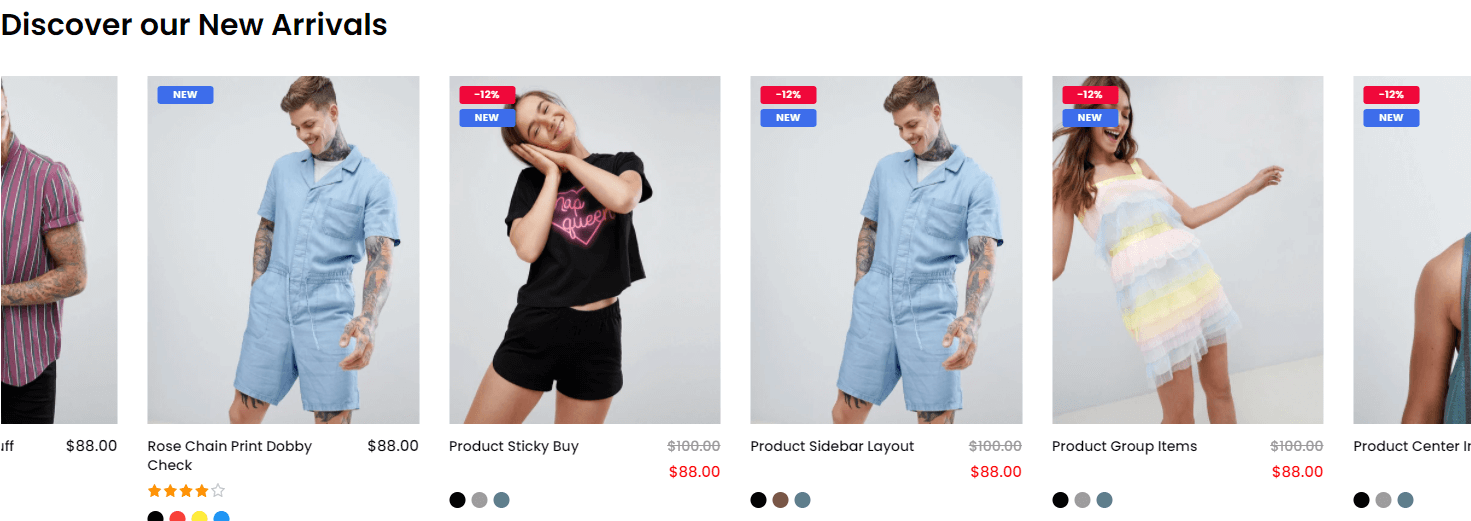 Discover our New Arrivals
NEW
-12%
NEW
-12%
NEW
-12%
NEW
-12%
NEW
nap
queen
$88.00
Rose Chain Print Dobby
Check
$88.00
Product Sticky Buy
$100.00
$88.00
Product Sidebar Layout
$100.00
$88.00
Product Group Items
$100.00
$88.00
Product Center